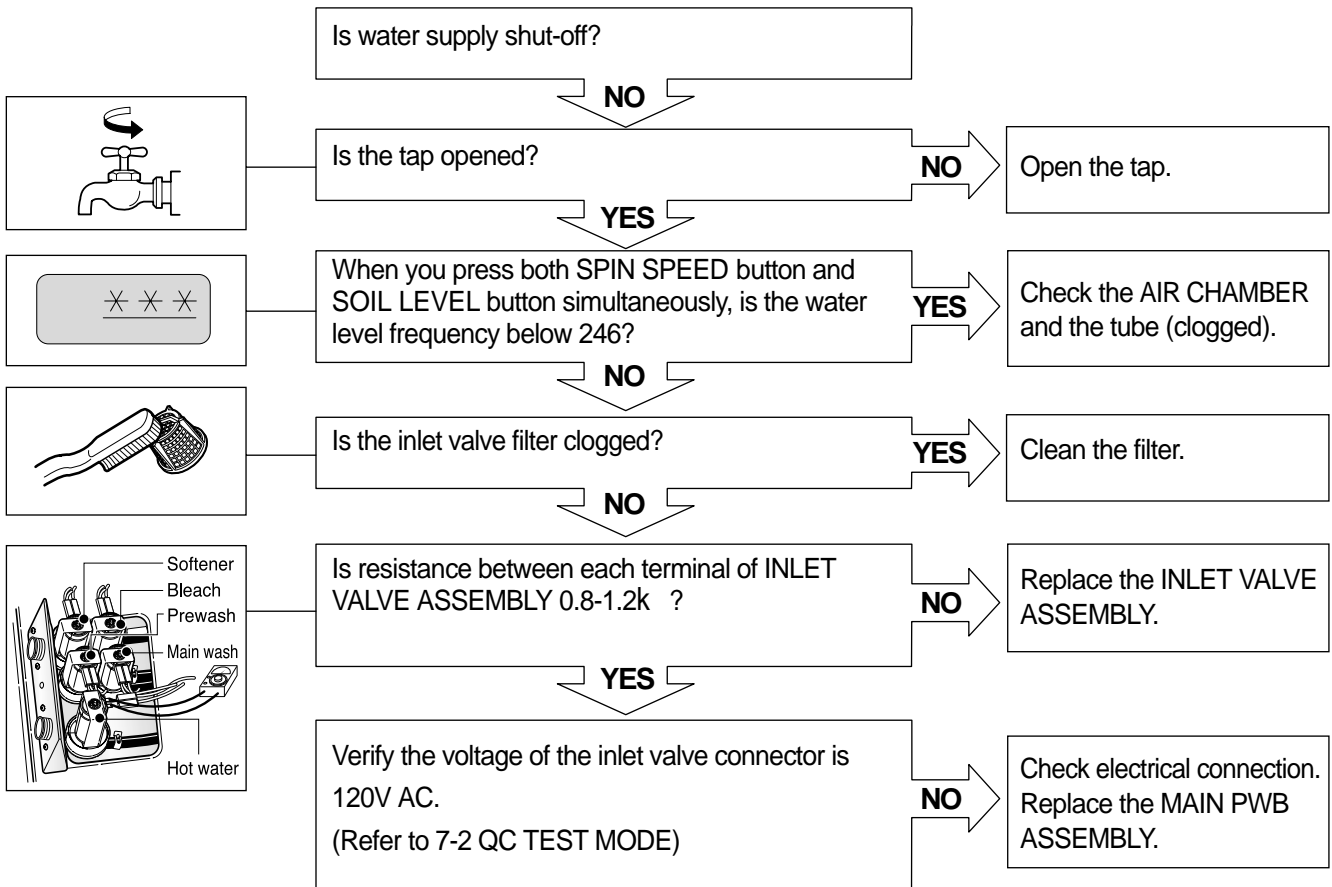 Is water supply shut-off?
NO
Is the tap opened?
NO
Open the tap.
YES
When you press both SPIN SPEED button and
SOIL LEVEL button simultaneously, is the water
level frequency below 246?
YES
Check the AIR CHAMBER
and the tube (clogged).
NO
Is the inlet valve filter clogged?
YES
Clean the filter.
NO
Softener
Bleach
Prewash
Main wash
Hot water
Is resistance between each terminal of INLET
VALVE ASSEMBLY 0.8-1.2k ?
NO
Replace the INLET VALVE
ASSEMBLY.
YES
Verify the voltage of the inlet valve connector is
120V AC.
(Refer to 7-2 QC TEST MODE)
NO
Check electrical connection.
Replace the MAIN PWB
ASSEMBLY.